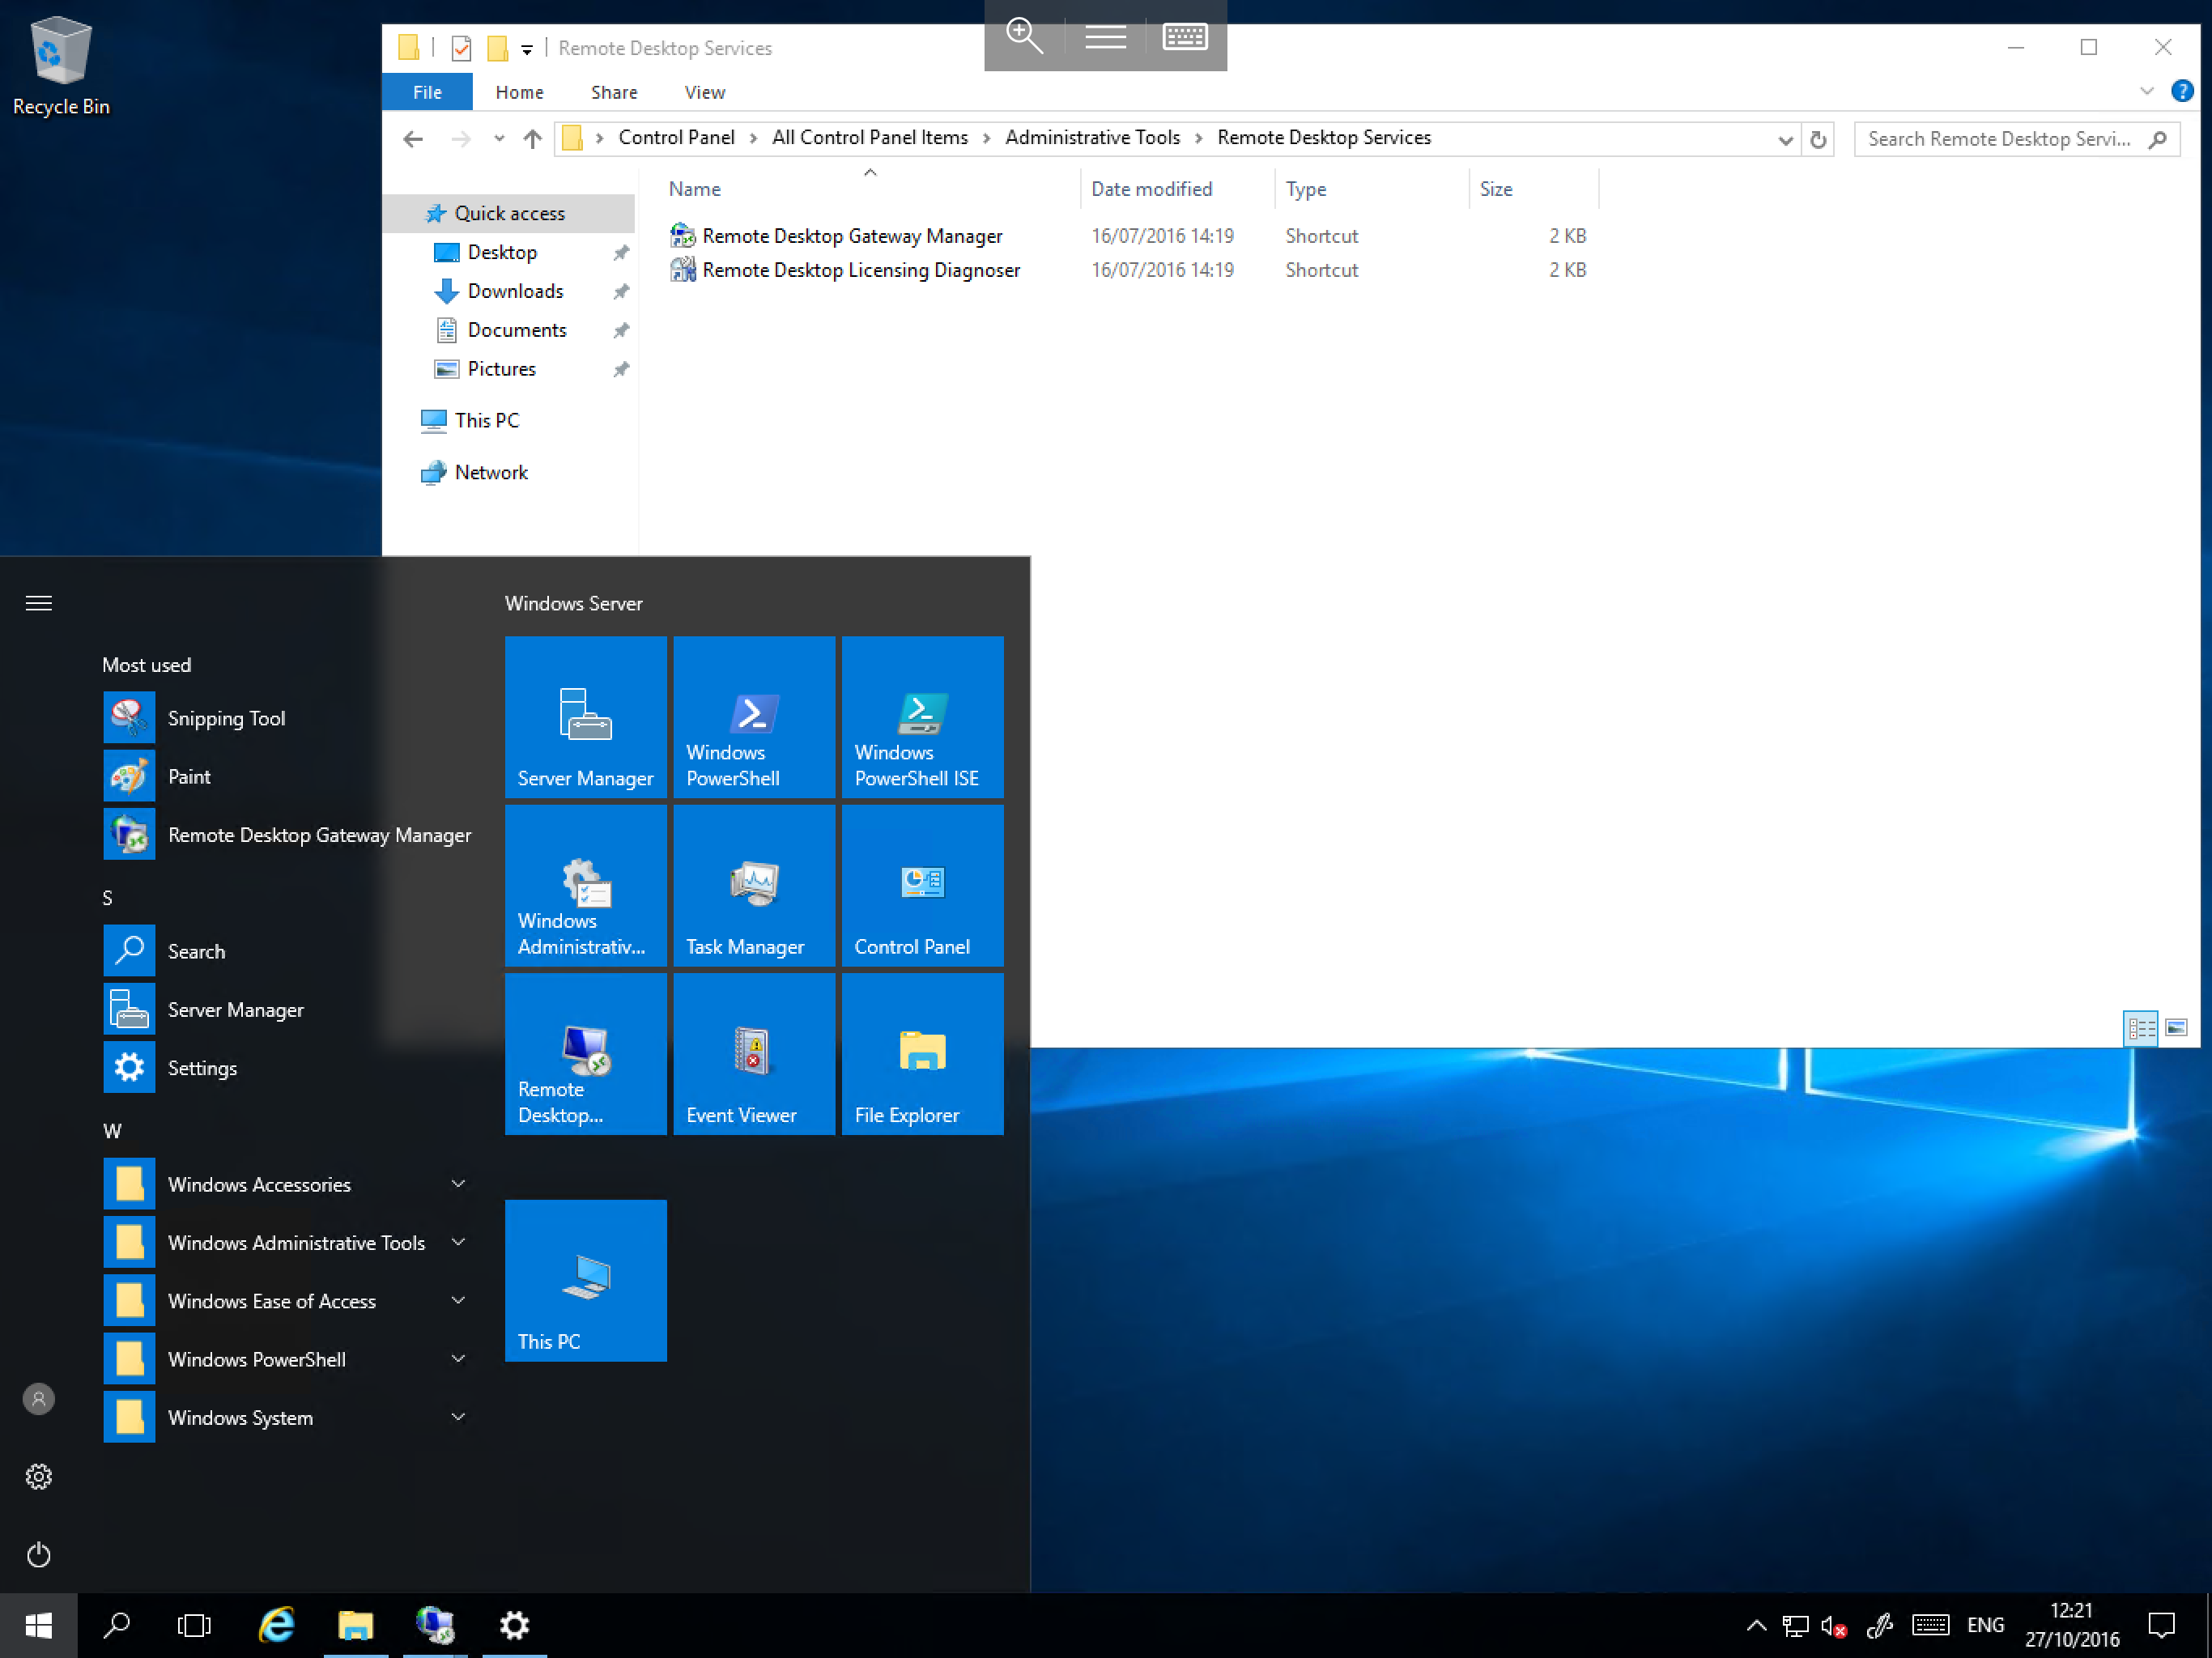 Recycle Bin
Remote Desktop Services
File Home Share View
Control Panel All Control Panel Items Administrative Tools Remote Desktop Services
Search Remote Desktop Servi...
Name Date modified Type Size
Quick access
Desktop
Downloads
Documents
Pictures
This PC
Network
Remote Desktop Gateway Manager 16/07/2016 14:19 Shortcut 2 KB
Remote Desktop Licensing Diagnoser 16/07/2016 14:19 Shortcut 2 KB
Most used
Snipping Tool
Paint
Remote Desktop Gateway Manager
S
Search
Server Manager
Settings
W
Windows Accessories
Windows Administrative Tools
Windows Ease of Access
Windows PowerShell
Windows System
Windows Server
Server Manager
Windows
PowerShell
Windows
PowerShell ISE
Windows
Administrativ...
Task Manager
Control Panel
Remote
Desktop...
Event Viewer
File Explorer
This PC
ENG
12:21
27/10/2016